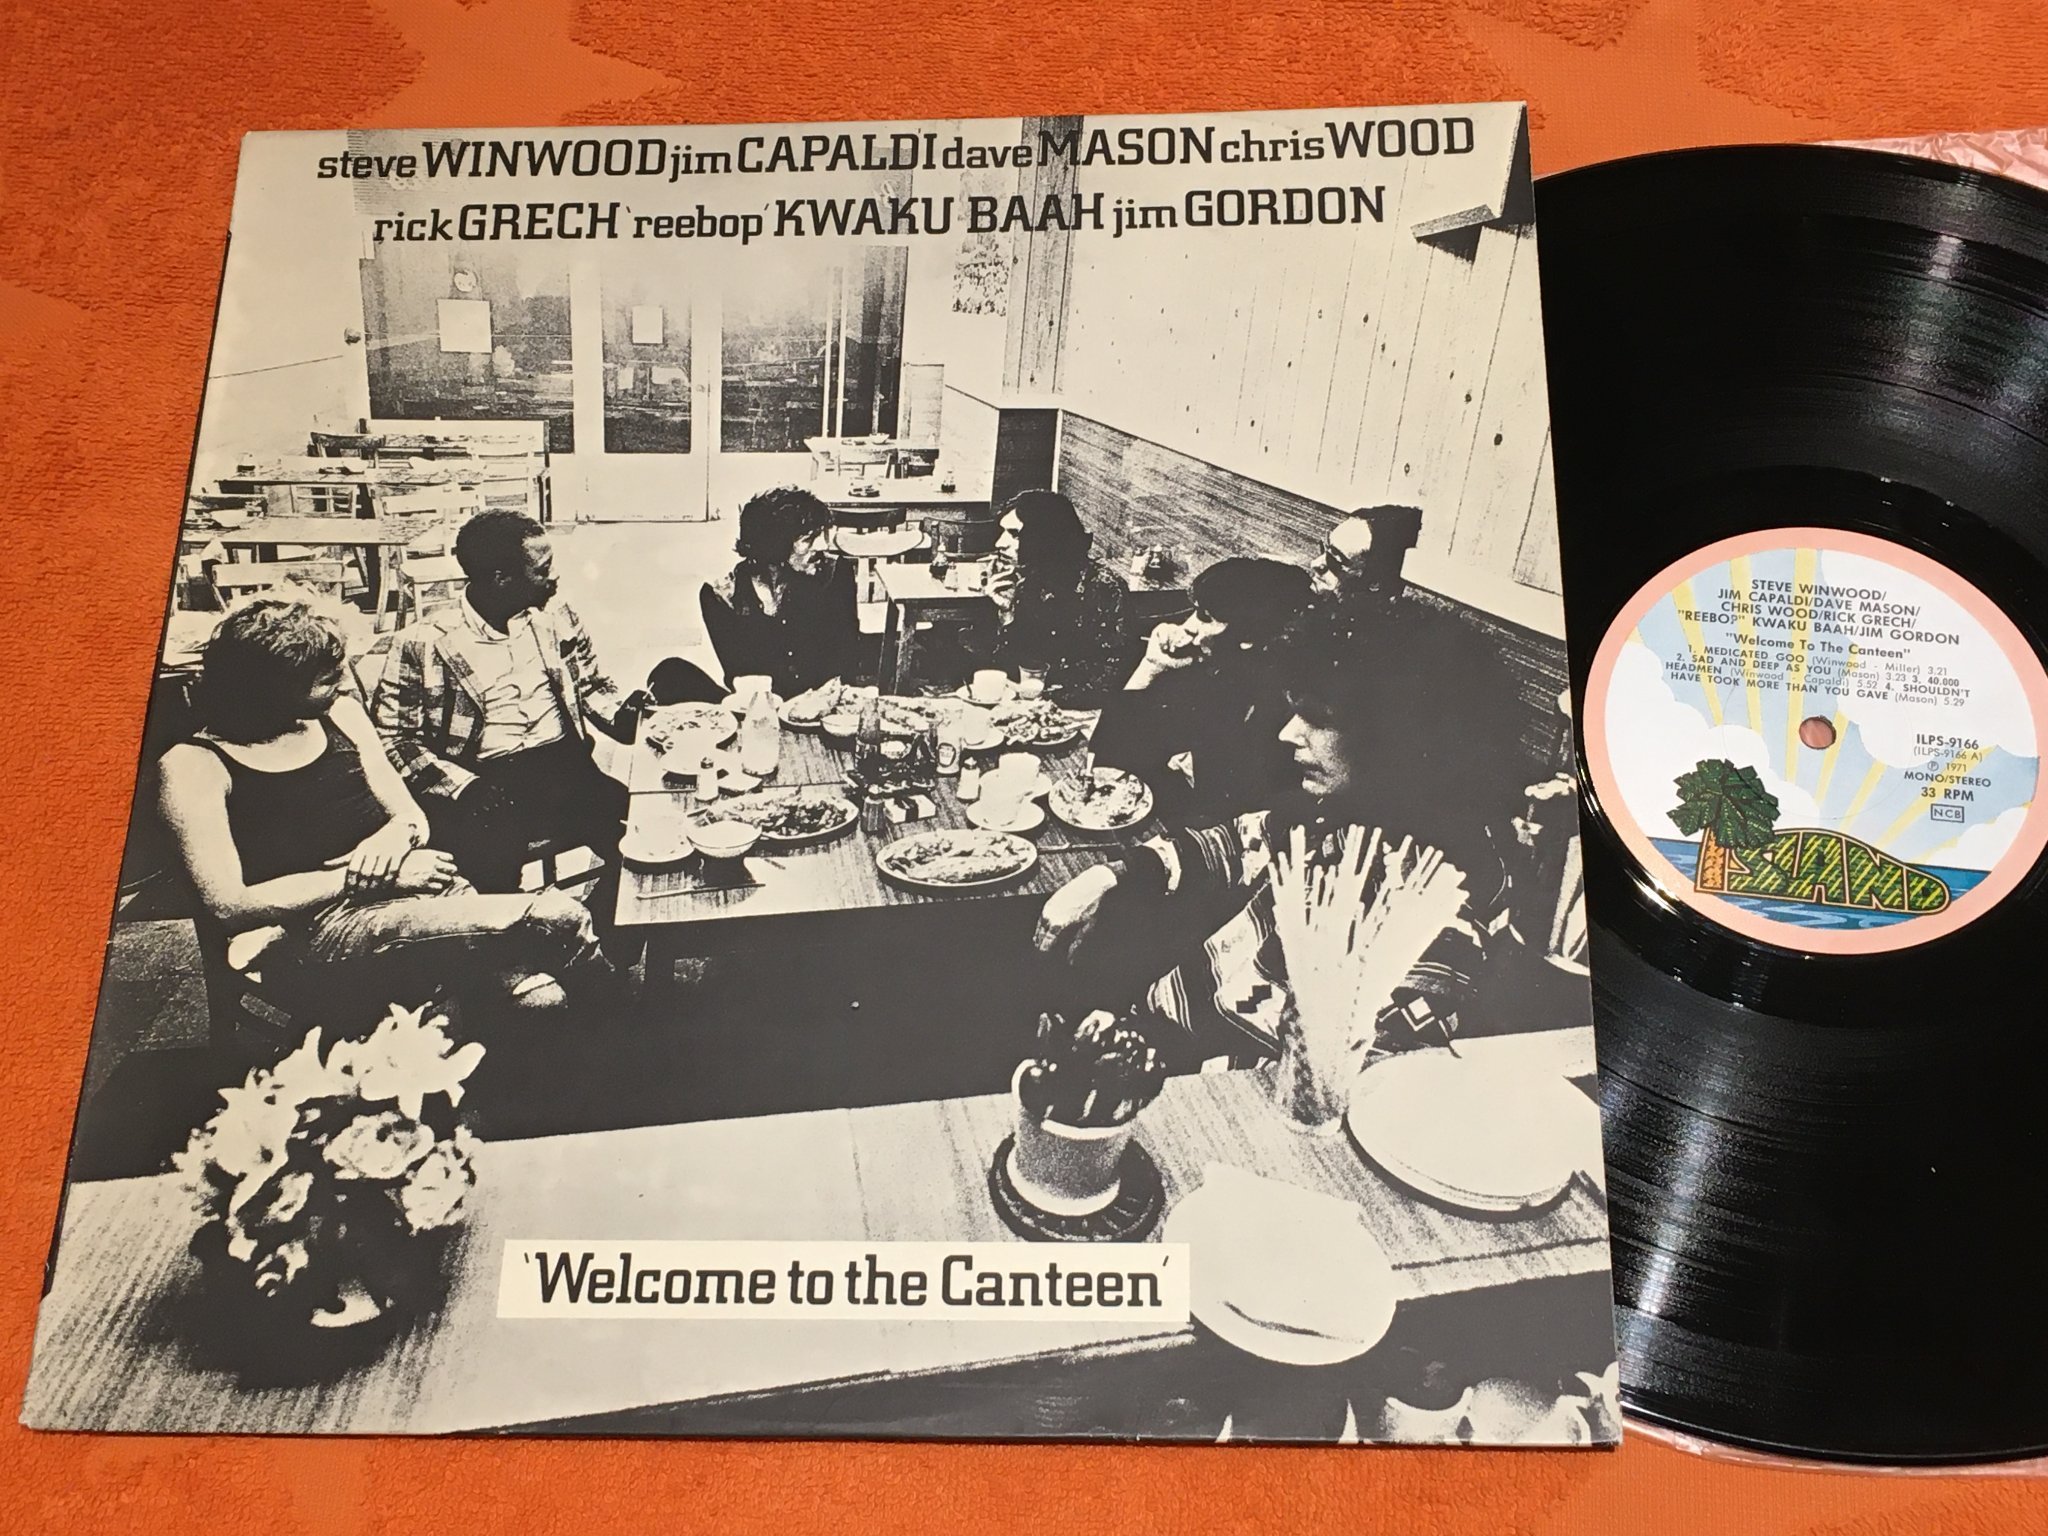 steve WINWOOD jim CAPALDI dave MASON chris WOOD
rick GRECH 'reebop' KWAKU BAAH jim GORDON
'Welcome to the Canteen'
STEVE WINWOOD/
JIM CAPALDI/DAVE MASON/
CHRIS WOOD/RICK GRECH/
"REEBOP" KWAKU BAAH/JIM GORDON
"Welcome To The Canteen"
1. MEDICATED GOO (Winwood - Miller) 3.21
2. SAD AND DEEP AS YOU (Mason) 3.23 3. 40.000
HEADMEN (Winwood - Capaldi) 5.52 4. SHOULDN'T
HAVE TOOK MORE THAN YOU GAVE (Mason) 5.29
ILPS-9166
(ILPS-9166 A)
℗ 1971
MONO/STEREO
33 RPM
NCB
ISLAND